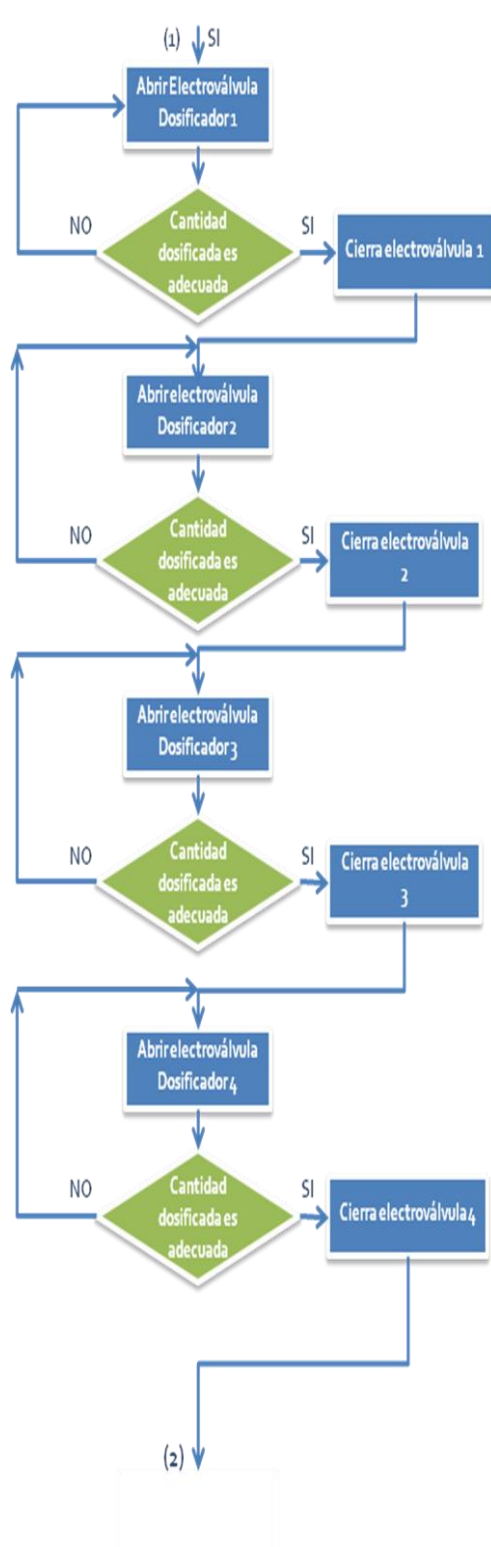 (1) SI
Abrir Electroválvula
Dosificador 1
NO
Cantidad
dosificada es
adecuada
SI
Cierra electroválvula 1
Abrir electroválvula
Dosificador 2
NO
Cantidad
dosificada es
adecuada
SI
Cierra electroválvula
2
Abrir electroválvula
Dosificador 3
NO
Cantidad
dosificada es
adecuada
SI
Cierra electroválvula
3
Abrir electroválvula
Dosificador 4
NO
Cantidad
dosificada es
adecuada
SI
Cierra electroválvula 4
(2)